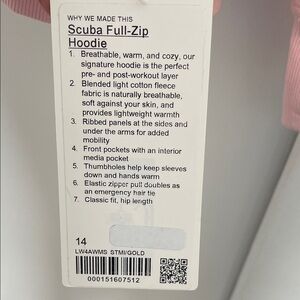 WHY WE MADE THIS
Scuba Full-Zip
Hoodie
1. Breathable, warm, and cozy, our
signature hoodie is the perfect
pre- and post-workout layer
2. Blended light cotton fleece
fabric is naturally breathable,
soft against your skin, and
provides lightweight warmth
3. Ribbed panels at the sides and
under the arms for added
mobility
4. Front pockets with an interior
media pocket
5. Thumbholes help keep sleeves
down and hands warm
6. Elastic zipper pull doubles as
an emergency hair tie
7. Classic fit, hip length
14
LW4AWMS STMI/GOLD
000151607512